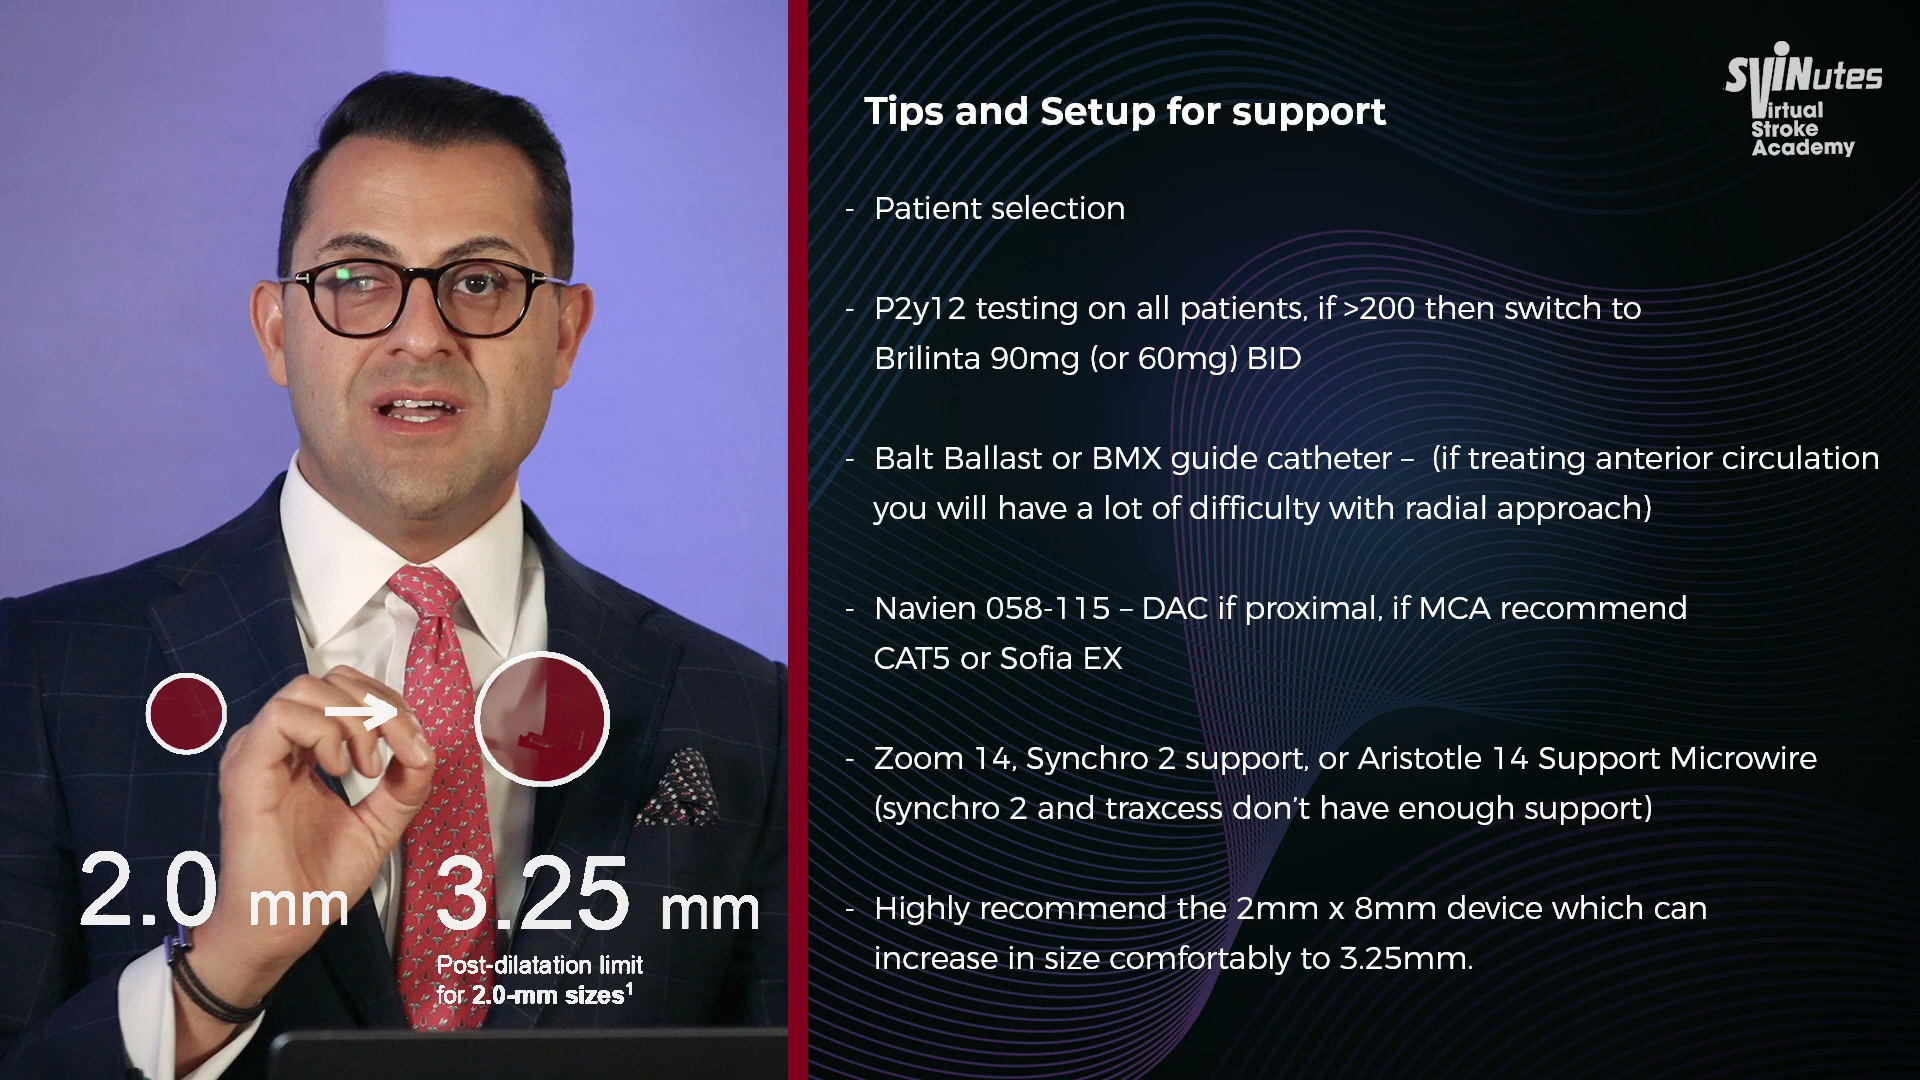 SVINutes
Virtual
Stroke
Academy
Tips and Setup for support
- Patient selection
- P2y12 testing on all patients, if >200 then switch to
Brilinta 90mg (or 60mg) BID
- Balt Ballast or BMX guide catheter – (if treating anterior circulation
you will have a lot of difficulty with radial approach)
- Navien 058-115 – DAC if proximal, if MCA recommend
CAT5 or Sofia EX
- Zoom 14, Synchro 2 support, or Aristotle 14 Support Microwire
(synchro 2 and traxcess don’t have enough support)
- Highly recommend the 2mm x 8mm device which can
increase in size comfortably to 3.25mm.
2.0 mm
3.25 mm
Post-dilatation limit
for 2.0-mm sizes¹